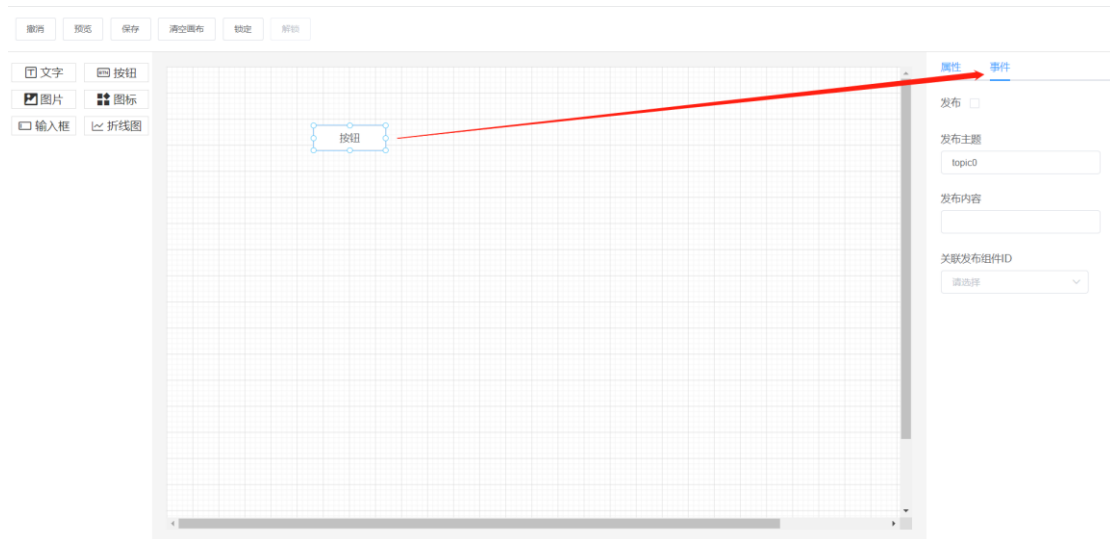 撤消 预览 保存 清空画布 锁定 解锁
文字 按钮
图片 图标
输入框 折线图
按钮
属性 事件
发布
发布主题
topic0
发布内容
关联发布组件ID
请选择